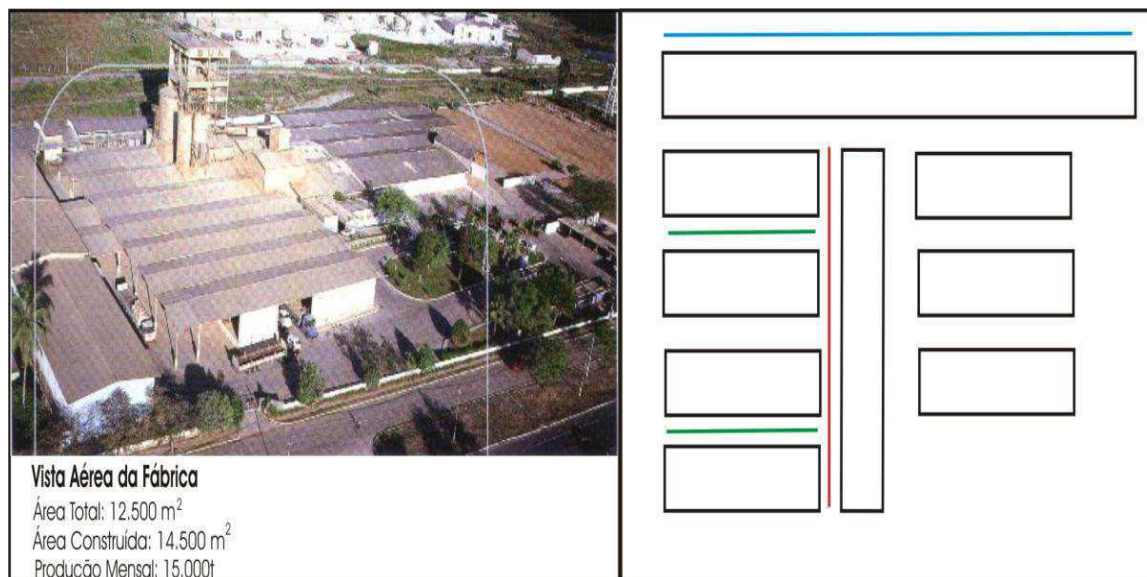 Vista Aérea da Fábrica
Área Total: 12.500 m²
Área Construída: 14.500 m²
Produção Mensal: 15.000t